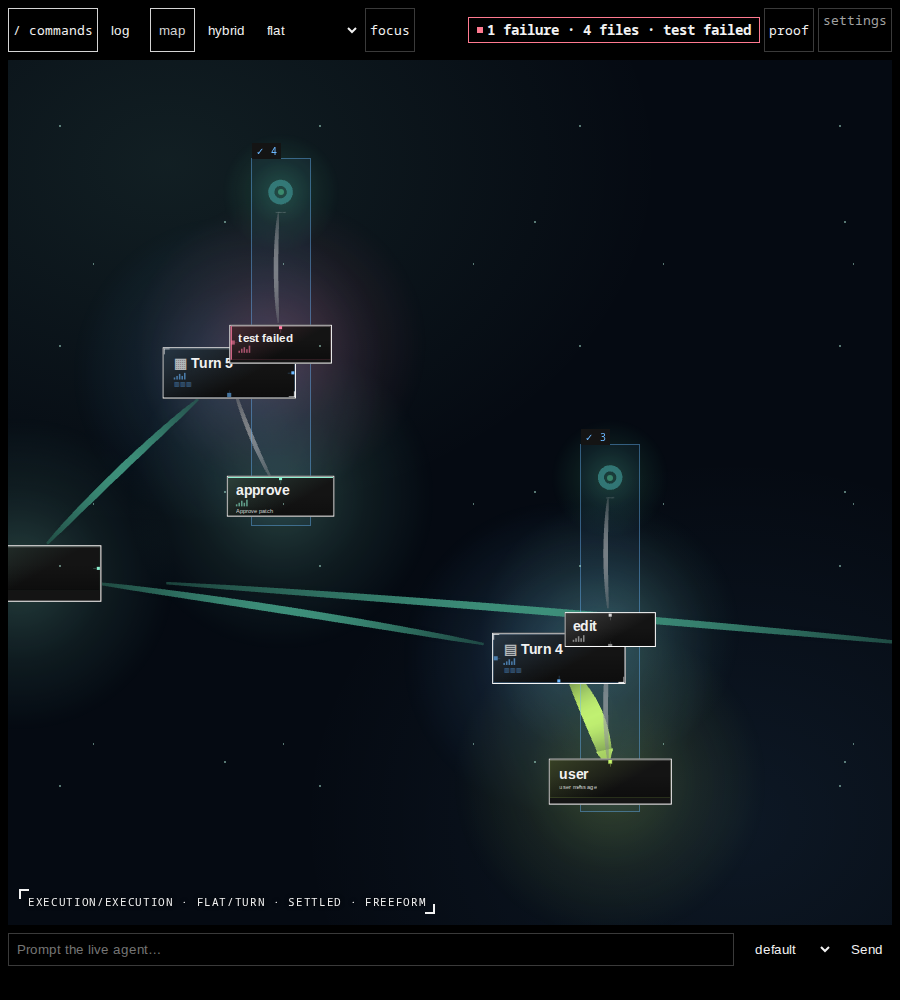 / commands log map hybrid flat focus 1 failure · 4 files · test failed proof settings
✓ 4
test failed
Turn 5
approve
Approve patch
✓ 3
edit
Turn 4
user
user message
EXECUTION/EXECUTION · FLAT/TURN · SETTLED · FREEFORM
Prompt the live agent… default Send